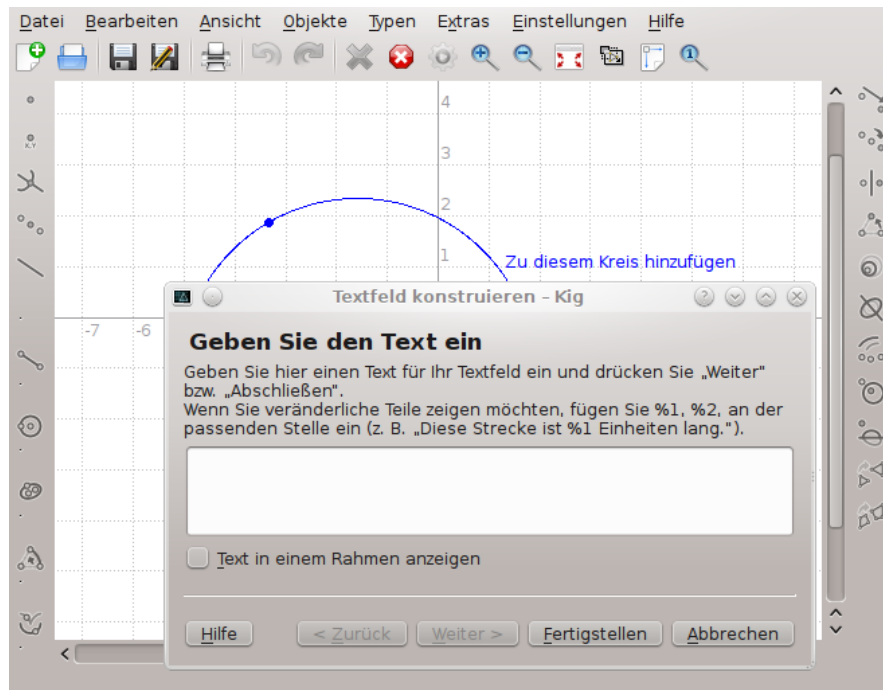 Datei Bearbeiten Ansicht Objekte Typen Extras Einstellungen Hilfe
4
3
2
1
Zu diesem Kreis hinzufügen
-7 -6
Textfeld konstruieren – Kig
Geben Sie den Text ein
Geben Sie hier einen Text für Ihr Textfeld ein und drücken Sie „Weiter"
bzw. „Abschließen".
Wenn Sie veränderliche Teile zeigen möchten, fügen Sie %1, %2, an der
passenden Stelle ein (z. B. „Diese Strecke ist %1 Einheiten lang.").
Text in einem Rahmen anzeigen
Hilfe < Zurück Weiter > Fertigstellen Abbrechen